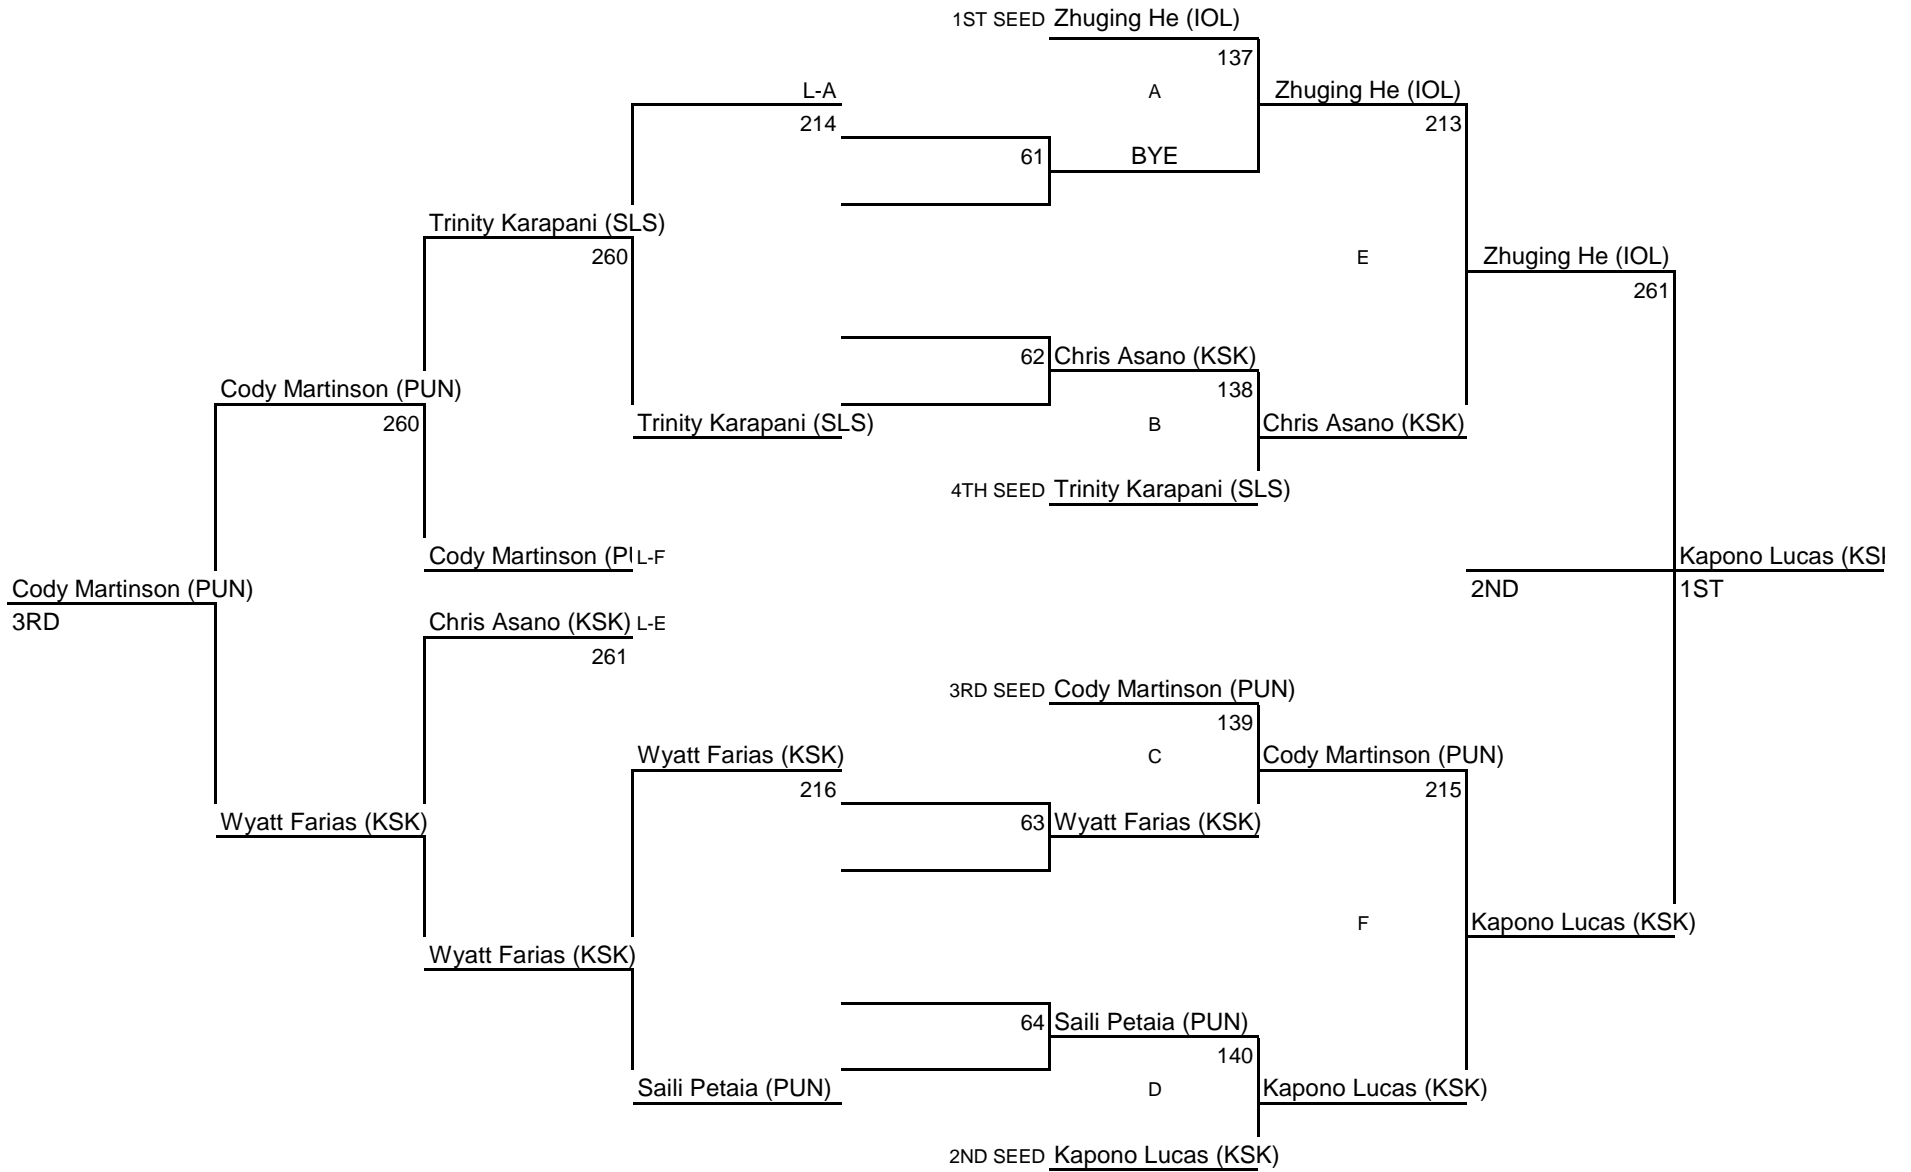 1ST SEED Zhuging He (IOL)
137
L-A
A
Zhuging He (IOL)
214
213
61
BYE
Trinity Karapani (SLS)
260
E
Zhuging He (IOL)
261
62
Chris Asano (KSK)
Cody Martinson (PUN)
138
260
Trinity Karapani (SLS)
B
Chris Asano (KSK)
4TH SEED Trinity Karapani (SLS)
Cody Martinson (PU L-F
Kapono Lucas (KSK
Cody Martinson (PUN)
2ND
1ST
3RD
Chris Asano (KSK) L-E
261
3RD SEED Cody Martinson (PUN)
139
Wyatt Farias (KSK)
C
Cody Martinson (PUN)
216
215
Wyatt Farias (KSK)
63
Wyatt Farias (KSK)
F
Kapono Lucas (KSK)
Wyatt Farias (KSK)
64
Saili Petaia (PUN)
140
Saili Petaia (PUN)
D
Kapono Lucas (KSK)
2ND SEED Kapono Lucas (KSK)